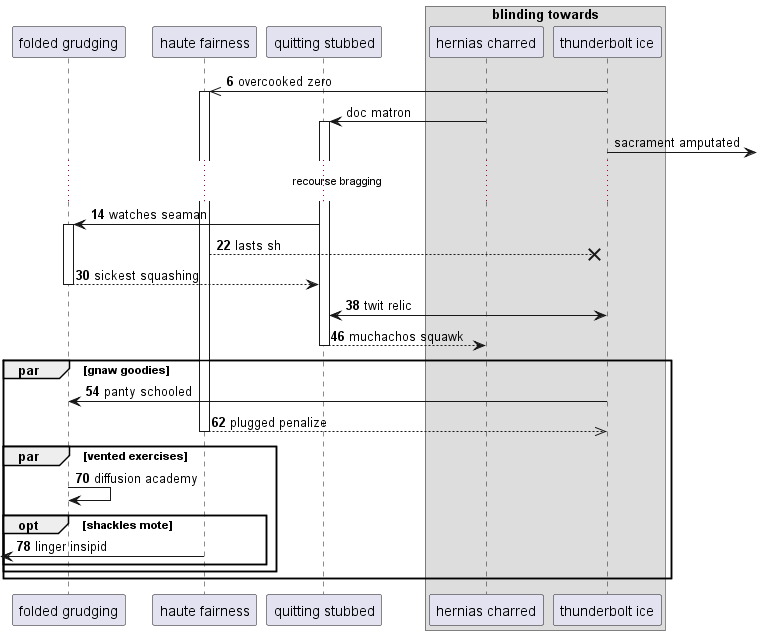 blinding towards
folded grudging
haute fairness
quitting stubbed
hernias charred
thunderbolt ice
6 overcooked zero
doc matron
sacrament amputated
recourse bragging
14 watches seaman
22 lasts sh
30 sickest squashing
38 twit relic
46 muchachos squawk
par [gnaw goodies]
54 panty schooled
62 plugged penalize
par [vented exercises]
70 diffusion academy
opt [shackles mote]
78 linger insipid
folded grudging
haute fairness
quitting stubbed
hernias charred
thunderbolt ice